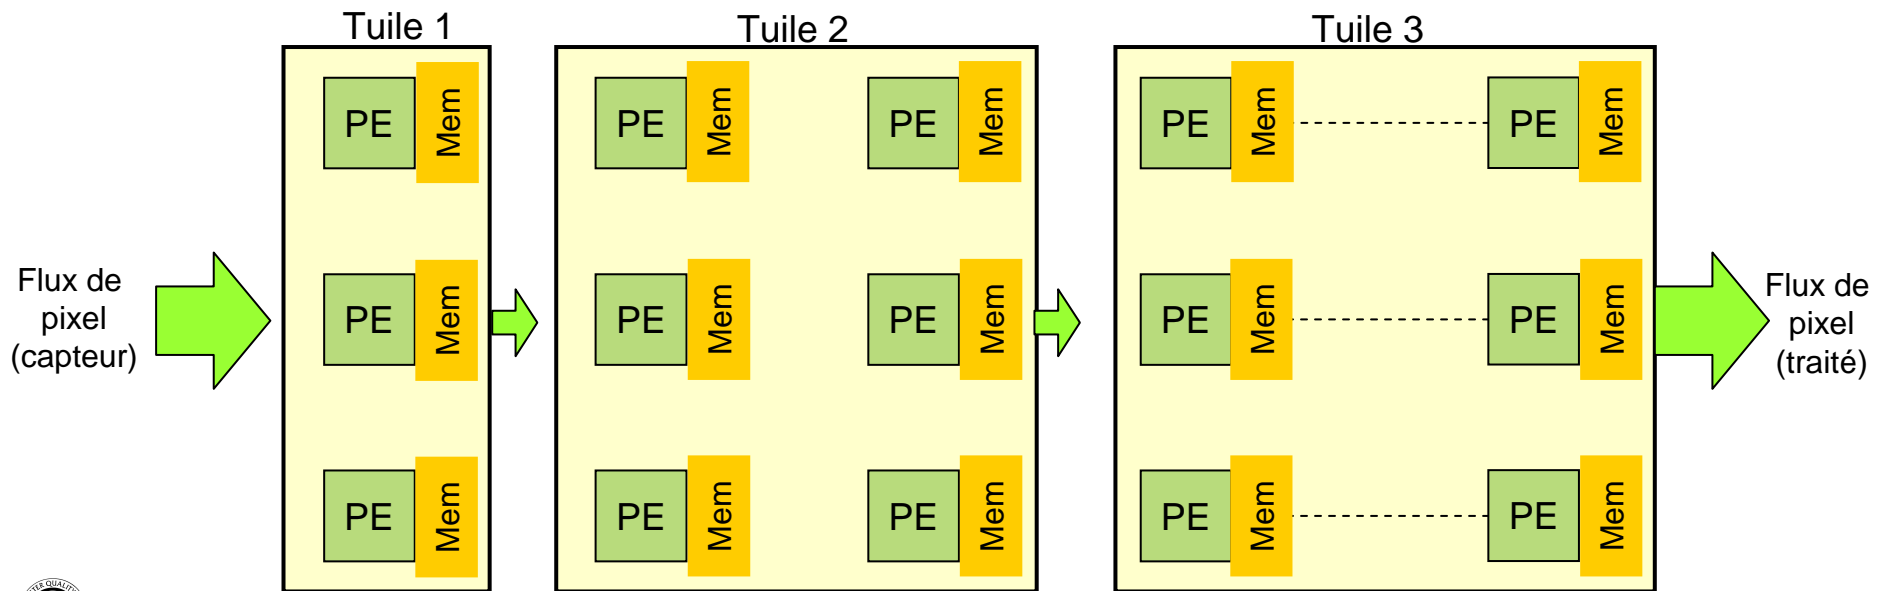 Tuile 1
Tuile 2
Tuile 3
PE Mem PE Mem PE Mem PE Mem PE Mem
Flux de
pixel
(capteur)
PE Mem PE Mem PE Mem PE Mem PE Mem
Flux de
pixel
(traité)
PE Mem PE Mem PE Mem PE Mem PE Mem